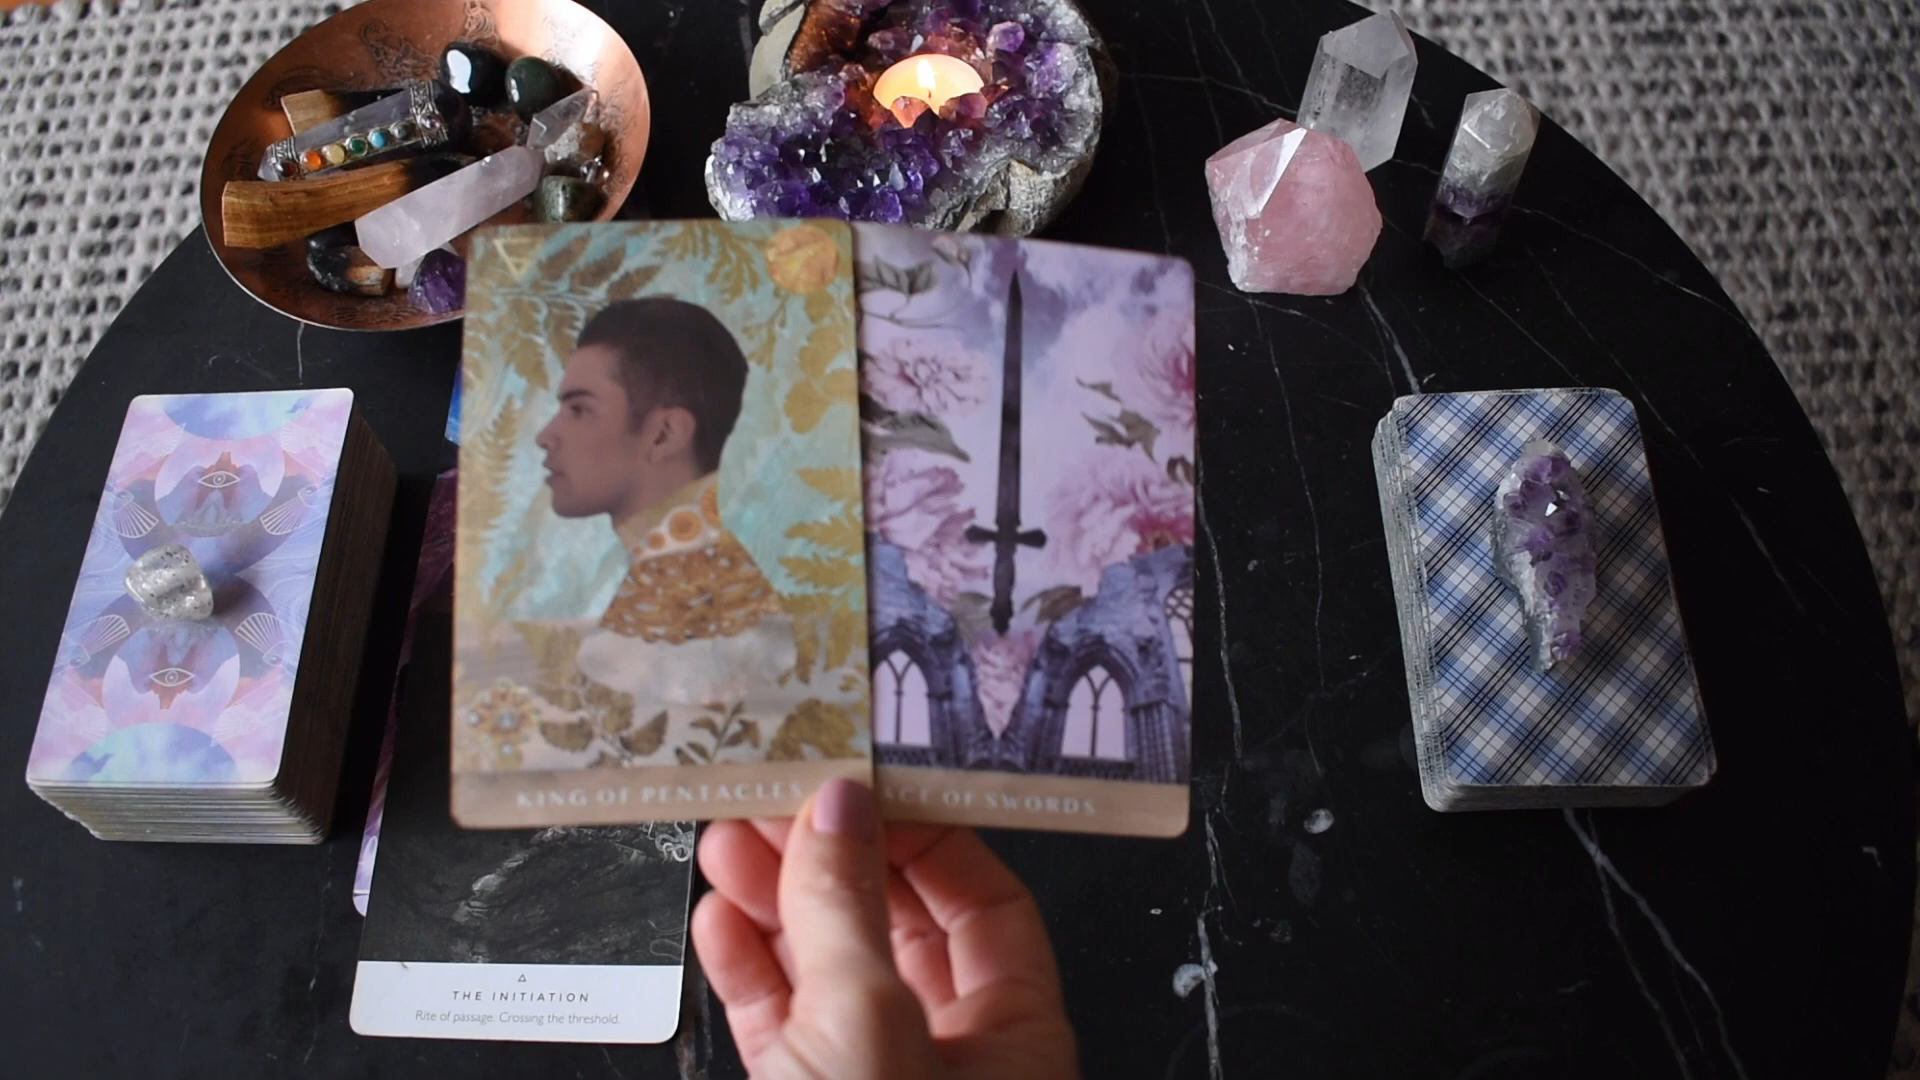 KING OF PENTACLES
ACE OF SWORDS
THE INITIATION
Rite of passage. Crossing the threshold.